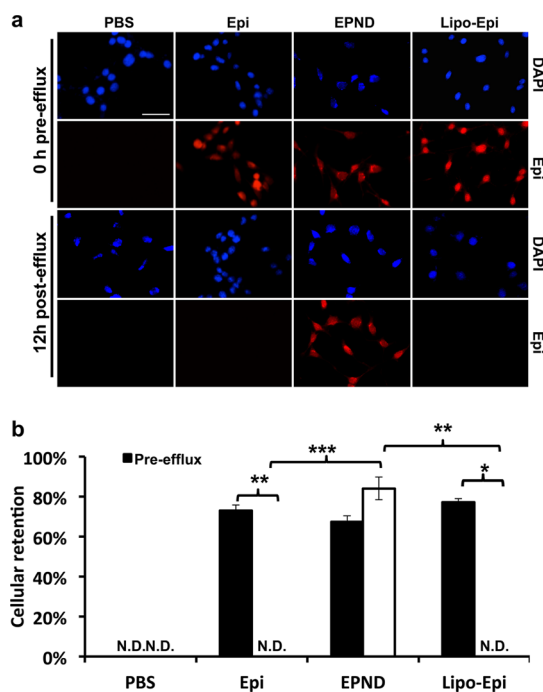 a
PBS
Epi
EPND
Lipo-Epi
0 h pre-efflux
DAPI
Epi
12h post-efflux
DAPI
Epi
b
Cellular retention
100%
80%
60%
40%
20%
0%
Pre-efflux
**
***
**
*
N.D.N.D.
N.D.
N.D.
PBS
Epi
EPND
Lipo-Epi